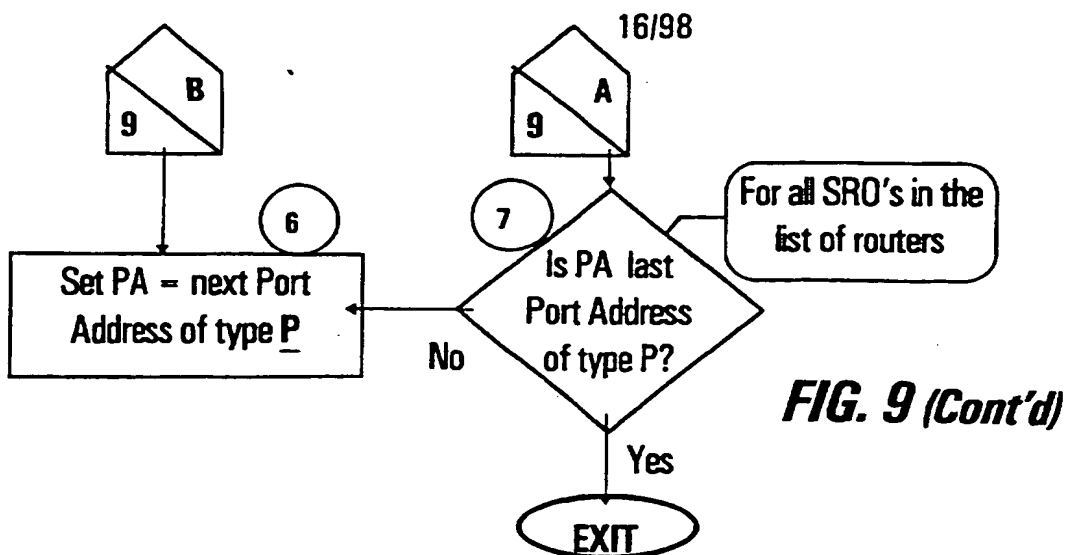 16/98
B
9
A
9
For all SRO's in the
list of routers
6
7
Set PA = next Port
Address of type P
Is PA last
Port Address
of type P?
No
FIG. 9 (Cont'd)
Yes
EXIT